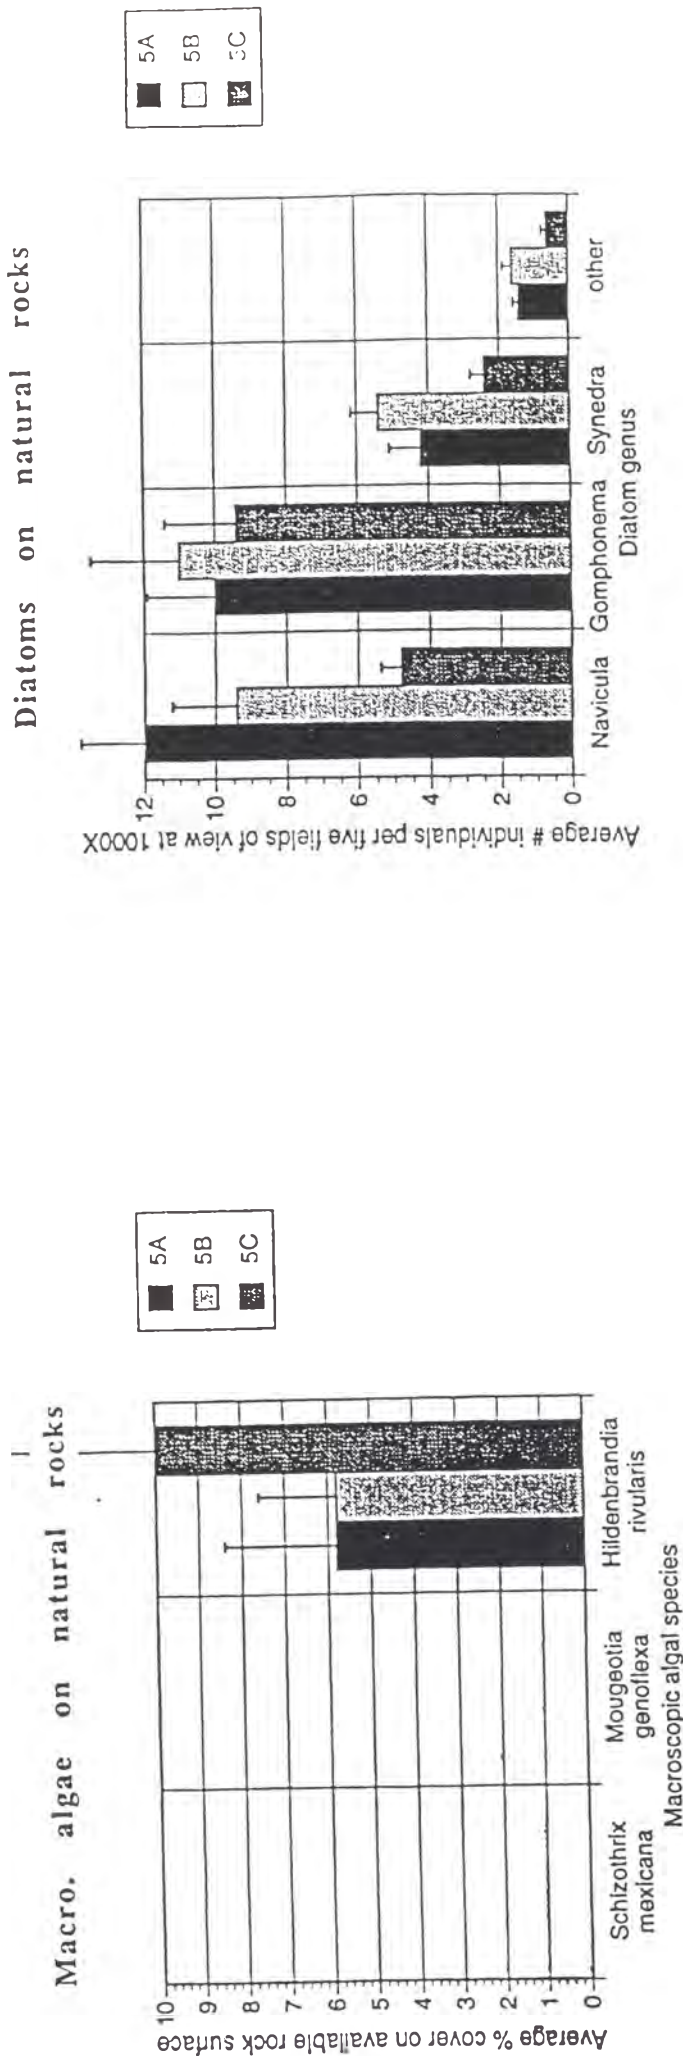 Macro. algae on natural rocks
5A
5B
5C
Average % cover on available rock surface
10
9
8
7
6
5
4
3
2
1
0
Schizothrix
mexicana
Mougeotia
genoflexa
Hildenbrandia
rivularis
Macroscopic algal species
Diatoms on natural rocks
5A
5B
5C
Average # individuals per five fields of view at 1000X
12
10
8
6
4
2
0
Navicula
Gomphonema
Synedra
other
Diatom genus